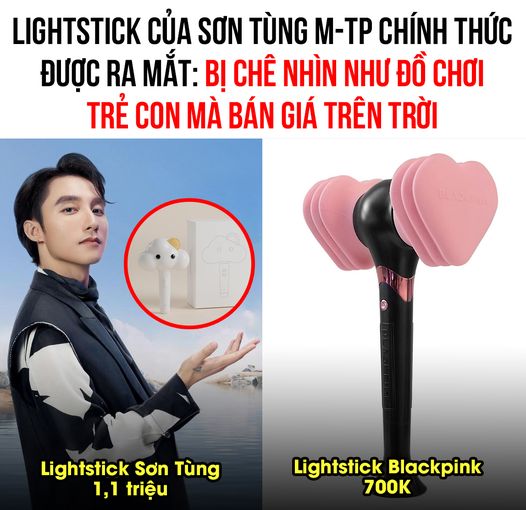 LIGHTSTICK CỦA SƠN TÙNG M-TP CHÍNH THỨC
ĐƯỢC RA MẮT: BỊ CHÊ NHÌN NHƯ ĐỒ CHƠI
TRẺ CON MÀ BÁN GIÁ TRÊN TRỜI
BLACKPINK
Lightstick Sơn Tùng
1,1 triệu
Lightstick Blackpink
700K